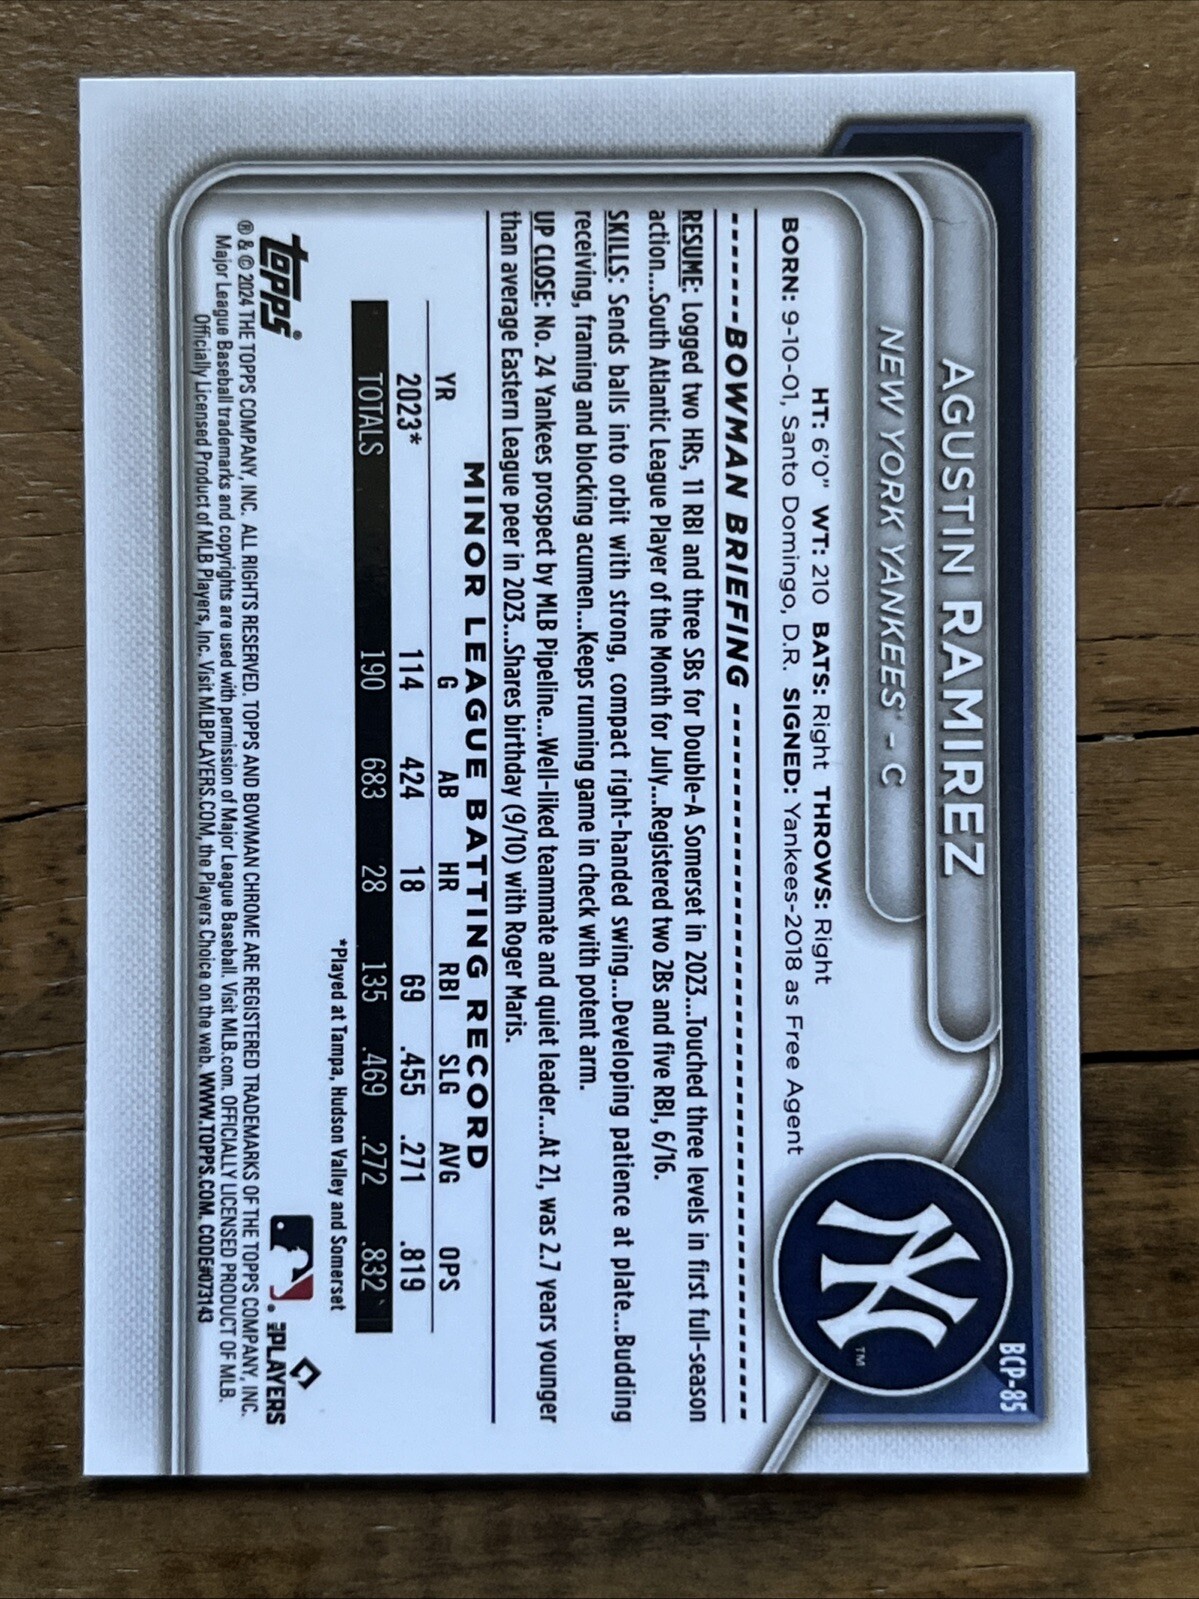 BCP-85
AGUSTIN RAMIREZ
NEW YORK YANKEES® - C
HT: 6'0" WT: 210 BATS: Right THROWS: Right
BORN: 9-10-01, Santo Domingo, D.R. SIGNED: Yankees-2018 as Free Agent
BOWMAN BRIEFING
RESUME: Logged two HRs, 11 RBI and three SBs for Double-A Somerset in 2023...Touched three levels in first full-season
action...South Atlantic League Player of the Month for July...Registered two 2Bs and five RBI, 6/16.
SKILLS: Sends balls into orbit with strong, compact right-handed swing...Developing patience at plate...Budding
receiving, framing and blocking acumen...Keeps running game in check with potent arm.
UP CLOSE: No. 24 Yankees prospect by MLB Pipeline...Well-liked teammate and quiet leader...At 21, was 2.7 years younger
than average Eastern League peer in 2023...Shares birthday (9/10) with Roger Maris.
MINOR LEAGUE BATTING RECORD
YR G AB HR RBI SLG AVG OPS
2023* 114 424 18 69 .455 .271 .819
TOTALS 190 683 28 135 .469 .272 .832
*Played at Tampa, Hudson Valley and Somerset
topps®
MLB PLAYERS
® & © 2024 THE TOPPS COMPANY, INC. ALL RIGHTS RESERVED. TOPPS AND BOWMAN CHROME ARE REGISTERED TRADEMARKS OF THE TOPPS COMPANY, INC.
Major League Baseball trademarks and copyrights are used with permission of Major League Baseball. Visit MLB.com. OFFICIALLY LICENSED PRODUCT OF MLB.
Officially Licensed Product of MLB Players, Inc. Visit MLBPLAYERS.COM, the Players Choice on the web. WWW.TOPPS.COM. CODE#073143
NY TM